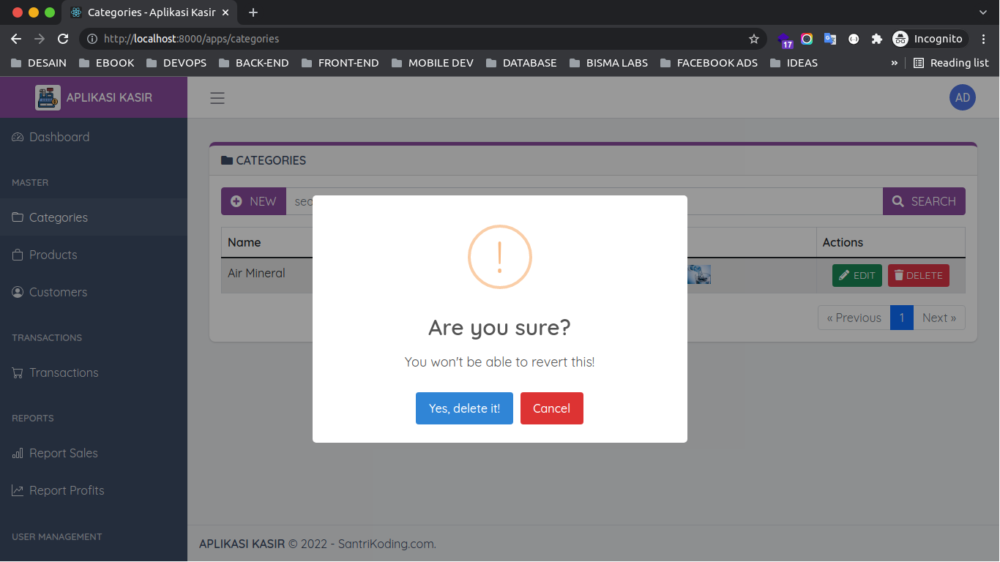 Categories - Aplikasi Kasir
http://localhost:8000/apps/categories
17
Incognito
DESAIN EBOOK DEVOPS BACK-END FRONT-END MOBILE DEV DATABASE BISMA LABS FACEBOOK ADS IDEAS » Reading list
APLIKASI KASIR
AD
Dashboard
MASTER
Categories
Products
Customers
TRANSACTIONS
Transactions
REPORTS
Report Sales
Report Profits
USER MANAGEMENT
CATEGORIES
NEW
SEARCH
Name Actions
Air Mineral EDIT DELETE
« Previous 1 Next »
!
Are you sure?
You won't be able to revert this!
Yes, delete it! Cancel
APLIKASI KASIR © 2022 - SantriKoding.com.